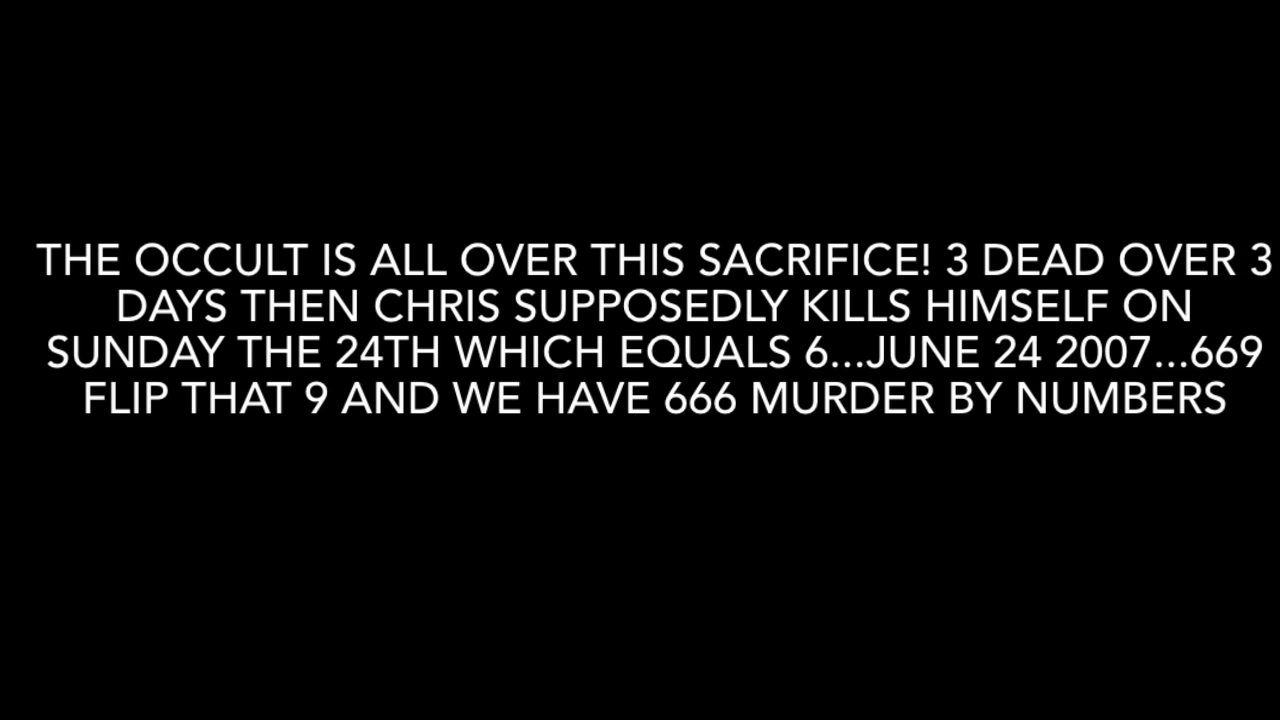 THE OCCULT IS ALL OVER THIS SACRIFICE! 3 DEAD OVER 3
DAYS THEN CHRIS SUPPOSEDLY KILLS HIMSELF ON
SUNDAY THE 24TH WHICH EQUALS 6...JUNE 24 2007...669
FLIP THAT 9 AND WE HAVE 666 MURDER BY NUMBERS